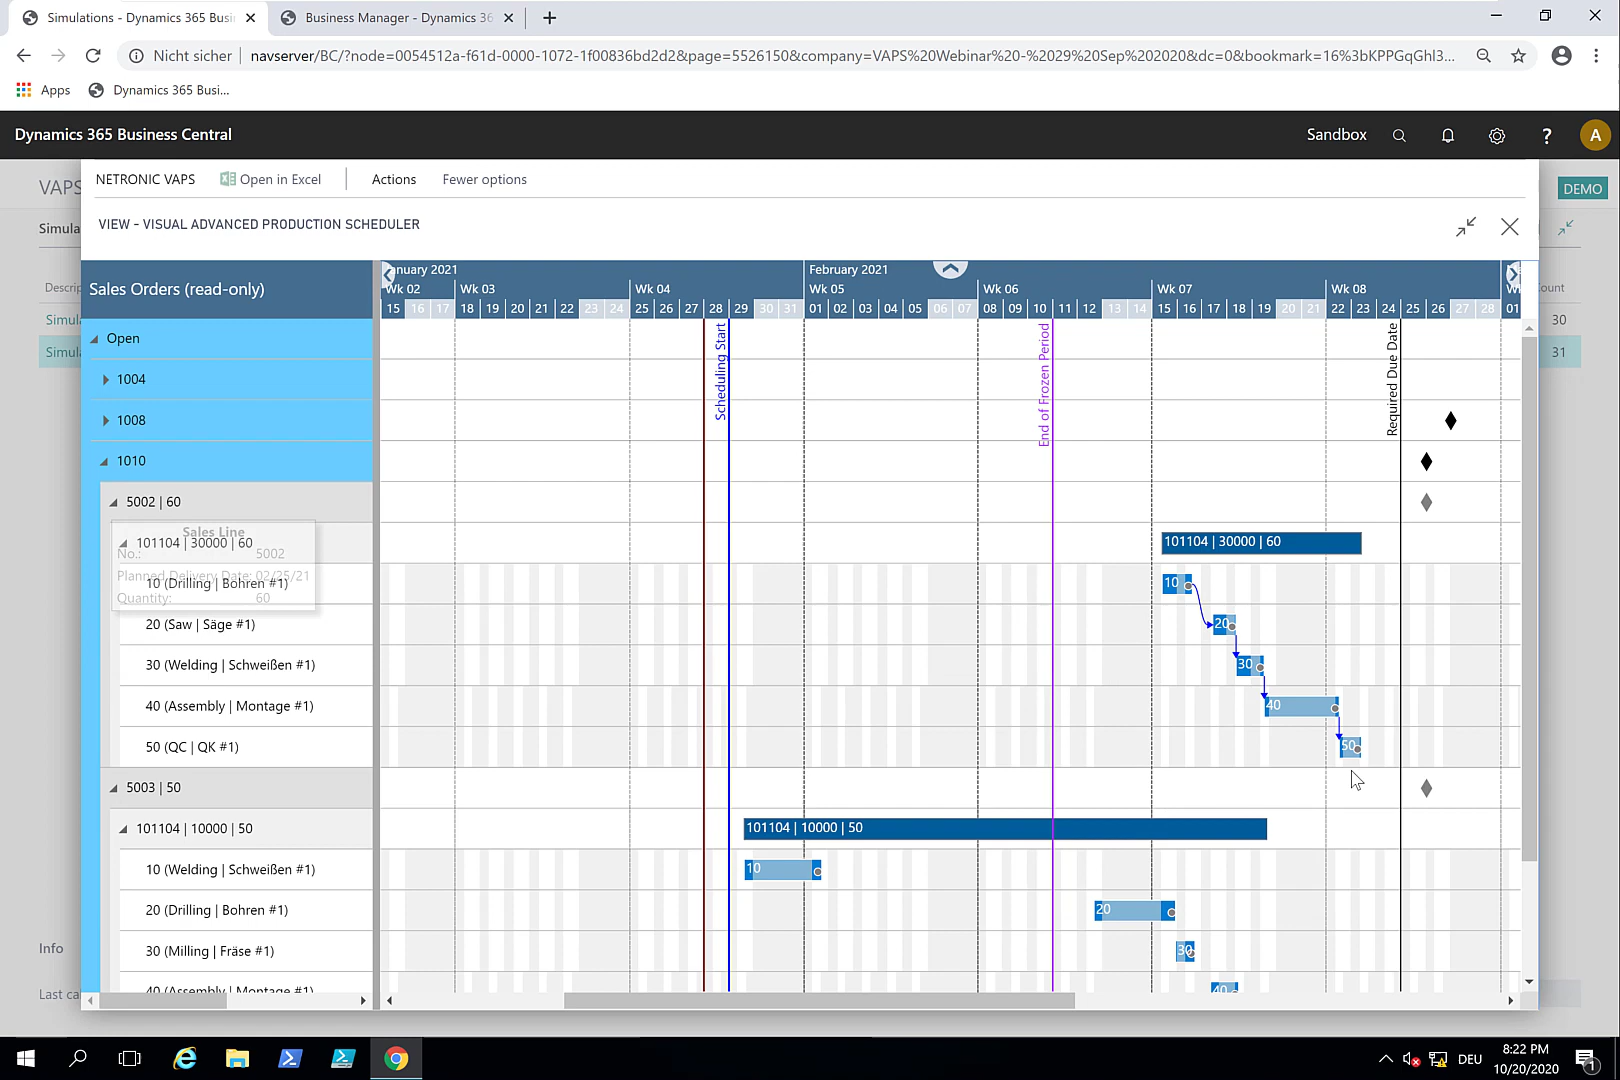 Simulations - Dynamics 365 Busi
Business Manager - Dynamics 36
Nicht sicher
navserver/BC/?node=0054512a-f61d-0000-1072-1f00836bd2d2&page=5526150&company=VAPS%20Webinar%20-%2029%20Sep%202020&dc=0&bookmark=16%3bKPPGqGhl3...
Apps
Dynamics 365 Busi...
Dynamics 365 Business Central
Sandbox
?
A
VAPS
DEMO
NETRONIC VAPS
Open in Excel
Actions
Fewer options
Simula
VIEW - VISUAL ADVANCED PRODUCTION SCHEDULER
Sales Orders (read-only)
anuary 2021
February 2021
Wk 02
Wk 03
Wk 04
Wk 05
Wk 06
Wk 07
Wk 08
15 16 17 18 19 20 21 22 23 24 25 26 27 28 29 30 31 01 02 03 04 05 06 07 08 09 10 11 12 13 14 15 16 17 18 19 20 21 22 23 24 25 26 27 28 01
Descrip
ount
Simul
30
Simula
31
Scheduling Start
End of Frozen Period
Required Due Date
Open
1004
1008
1010
5002 | 60
101104 | 30000 | 60
101104 | 30000 | 60
Sales Line
No.: 5002
Planned Delivery Date: 02/25/21
Quantity: 60
10 (Drilling | Bohren #1)
10
20 (Saw | Säge #1)
20
30 (Welding | Schweißen #1)
30
40 (Assembly | Montage #1)
40
50 (QC | QK #1)
50
5003 | 50
101104 | 10000 | 50
101104 | 10000 | 50
10 (Welding | Schweißen #1)
10
20 (Drilling | Bohren #1)
20
30 (Milling | Fräse #1)
30
40 (Assembly | Montage #1)
40
Info
Last cal
DEU
8:22 PM
10/20/2020
1